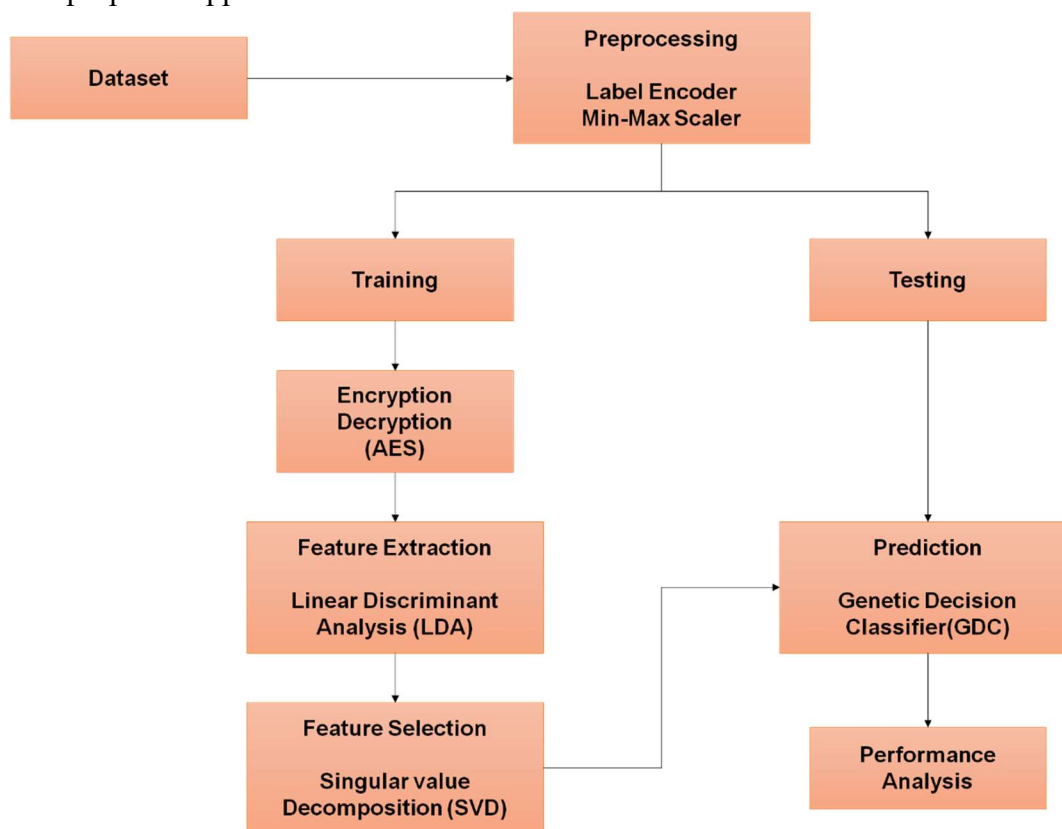 Dataset
Preprocessing
Label Encoder
Min-Max Scaler
Training
Testing
Encryption
Decryption
(AES)
Feature Extraction
Linear Discriminant
Analysis (LDA)
Prediction
Genetic Decision
Classifier(GDC)
Feature Selection
Singular value
Decomposition (SVD)
Performance
Analysis